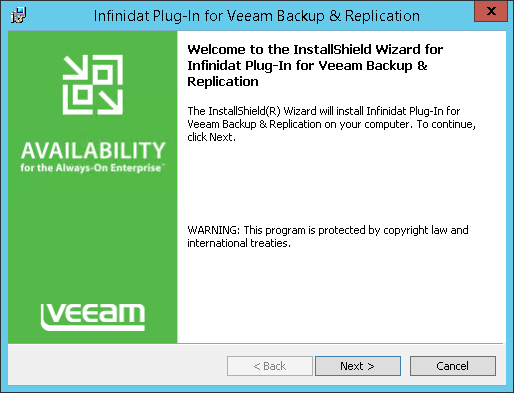 Infinidat Plug-In for Veeam Backup & Replication
x
AVAILABILITY
for the Always-On Enterprise™
veeam
Welcome to the InstallShield Wizard for
Infinidat Plug-In for Veeam Backup &
Replication
The InstallShield(R) Wizard will install Infinidat Plug-In for
Veeam Backup & Replication on your computer. To continue,
click Next.
WARNING: This program is protected by copyright law and
international treaties.
< Back
Next >
Cancel